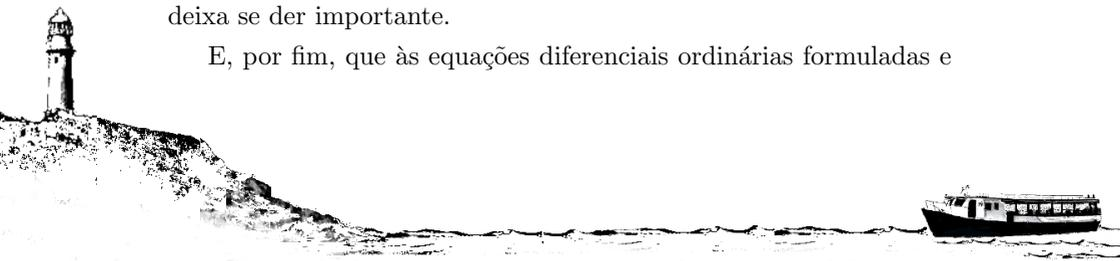 deixa se der importante.
E, por fim, que às equações diferenciais ordinárias formuladas e